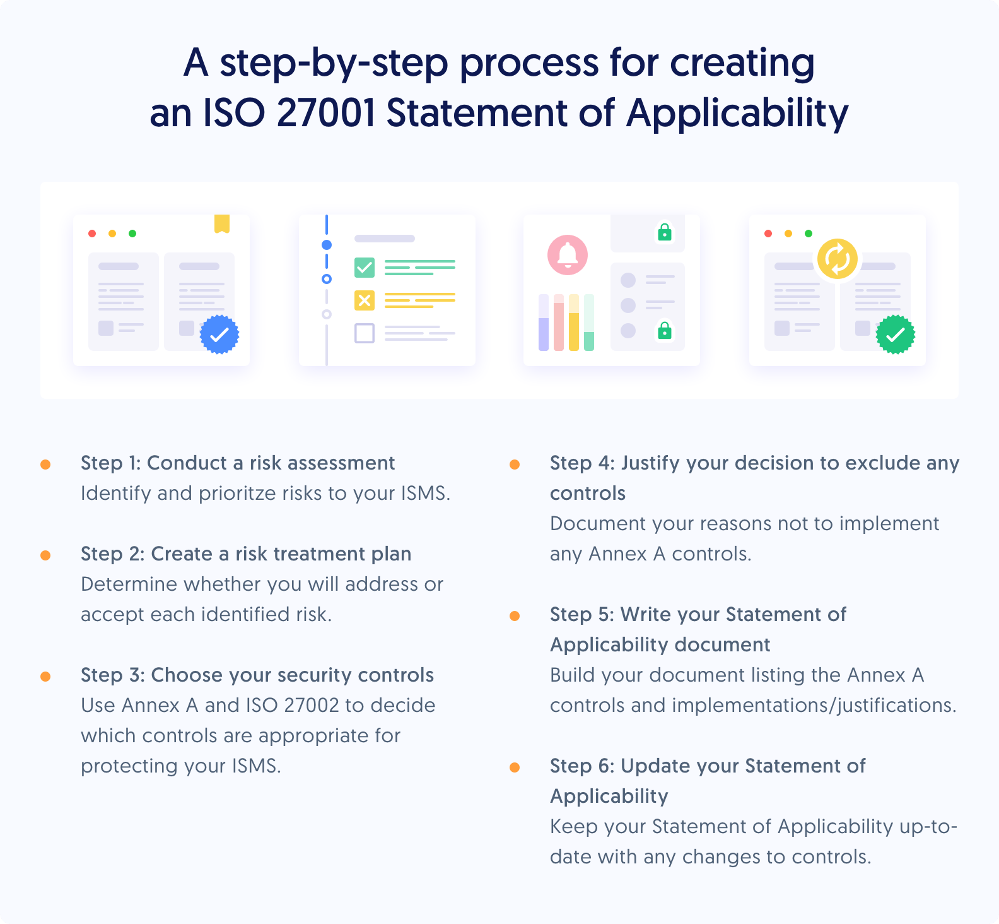 A step-by-step process for creating
an ISO 27001 Statement of Applicability
Step 1: Conduct a risk assessment
Identify and prioritze risks to your ISMS.
Step 2: Create a risk treatment plan
Determine whether you will address or
accept each identified risk.
Step 3: Choose your security controls
Use Annex A and ISO 27002 to decide
which controls are appropriate for
protecting your ISMS.
Step 4: Justify your decision to exclude any
controls
Document your reasons not to implement
any Annex A controls.
Step 5: Write your Statement of
Applicability document
Build your document listing the Annex A
controls and implementations/justifications.
Step 6: Update your Statement of
Applicability
Keep your Statement of Applicability up-to-
date with any changes to controls.